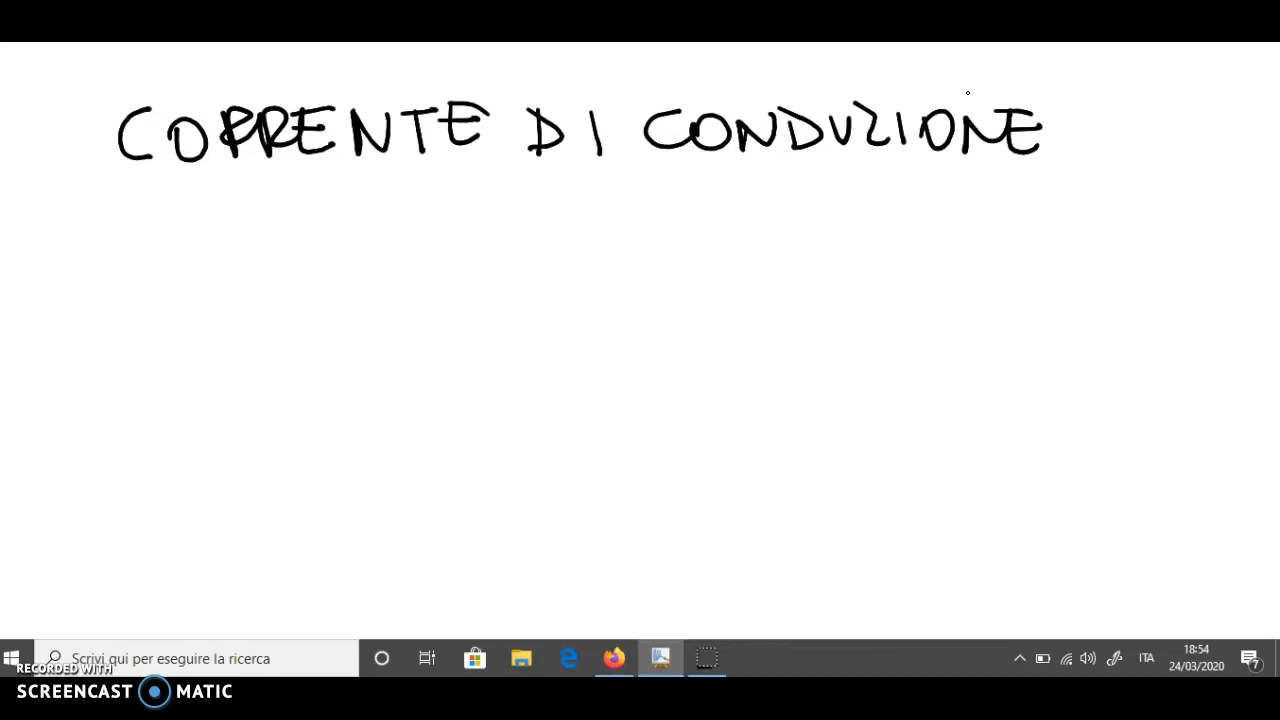 CORRENTE DI CONDUZIONE
Scrivi qui per eseguire la ricerca
ITA
18:54
24/03/2020
7
RECORDED WITH
SCREENCAST MATIC